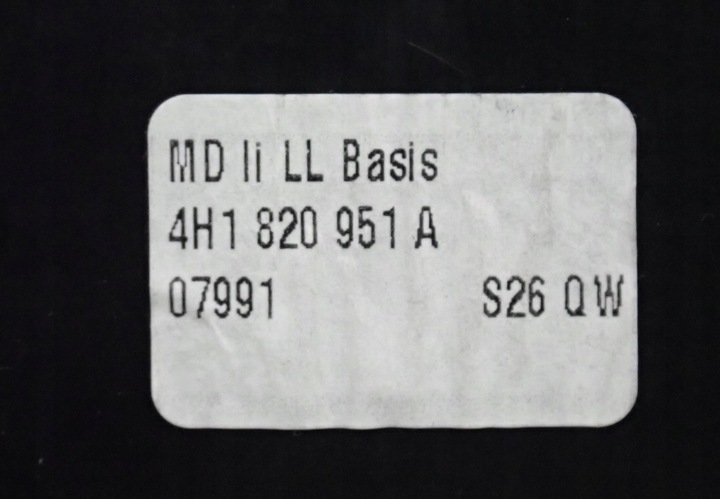 MD li LL Basis
4H1 820 951 A
07991 S26 QW